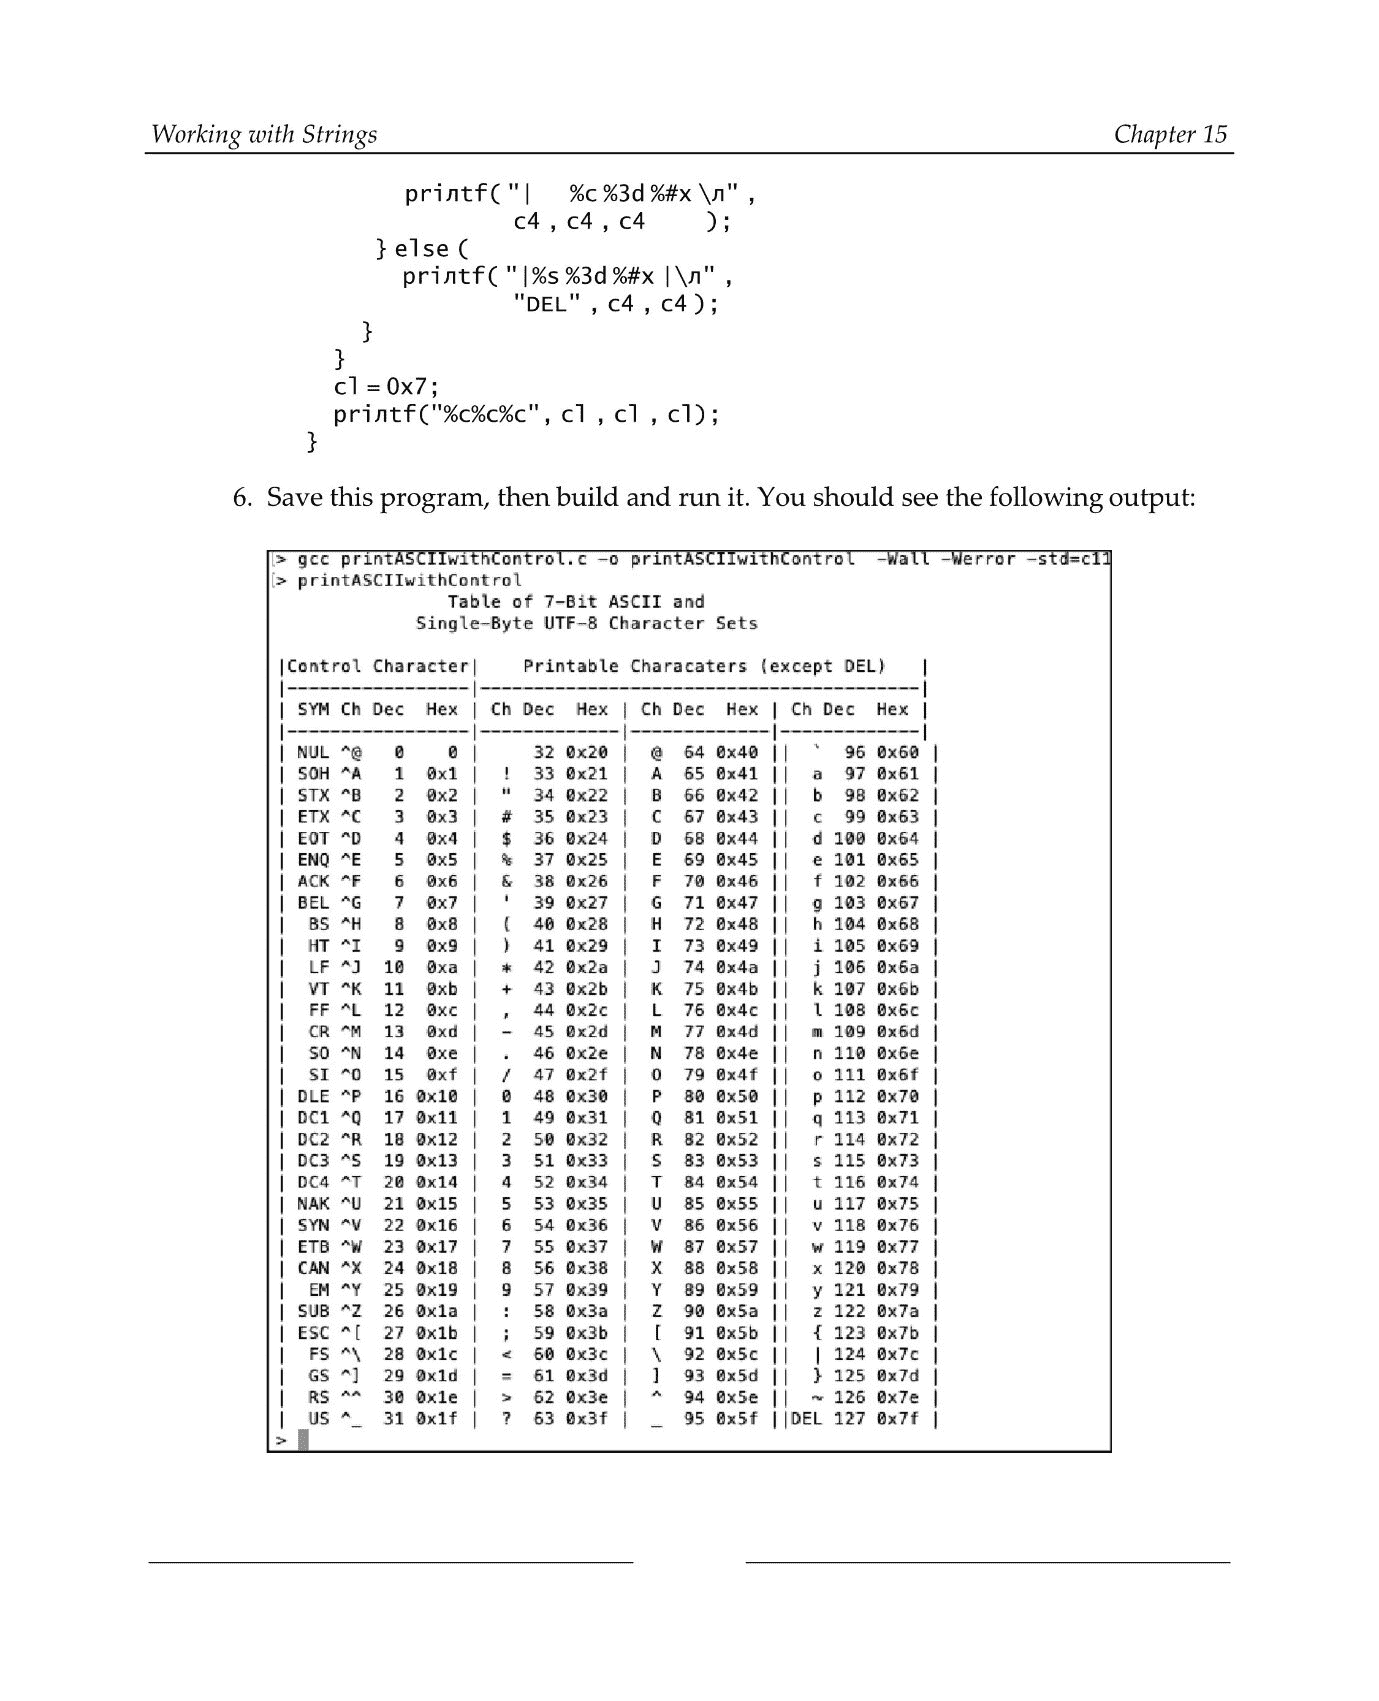 Working with Strings Chapter 15
priлtf( "|   %c %3d %#x \л" ,
c4 , c4 , c4    );
} else (
priлtf( "|%s %3d %#x |\л" ,
"DEL" , c4 , c4 );
}
}
cl = 0x7;
priлtf("%c%c%c", cl , cl , cl);
}
6. Save this program, then build and run it. You should see the following output:
[> gcc printASCIIwithControl.c -o printASCIIwithControl  -Wall -Werror -std=c11
[> printASCIIwithControl
Table of 7-Bit ASCII and
Single-Byte UTF-8 Character Sets
|Control Character|    Printable Characaters (except DEL)   |
|-----------------|-----------------------------------------|
| SYM Ch Dec  Hex | Ch Dec  Hex | Ch Dec  Hex | Ch Dec  Hex |
|-----------------|-------------|-------------|-------------|
| NUL ^@   0    0 |     32 0x20 |  @  64 0x40 ||  `  96 0x60 |
| SOH ^A   1  0x1 |  !  33 0x21 |  A  65 0x41 ||  a  97 0x61 |
| STX ^B   2  0x2 |  "  34 0x22 |  B  66 0x42 ||  b  98 0x62 |
| ETX ^C   3  0x3 |  #  35 0x23 |  C  67 0x43 ||  c  99 0x63 |
| EOT ^D   4  0x4 |  $  36 0x24 |  D  68 0x44 ||  d 100 0x64 |
| ENQ ^E   5  0x5 |  %  37 0x25 |  E  69 0x45 ||  e 101 0x65 |
| ACK ^F   6  0x6 |  &  38 0x26 |  F  70 0x46 ||  f 102 0x66 |
| BEL ^G   7  0x7 |  '  39 0x27 |  G  71 0x47 ||  g 103 0x67 |
|  BS ^H   8  0x8 |  (  40 0x28 |  H  72 0x48 ||  h 104 0x68 |
|  HT ^I   9  0x9 |  )  41 0x29 |  I  73 0x49 ||  i 105 0x69 |
|  LF ^J  10  0xa |  *  42 0x2a |  J  74 0x4a ||  j 106 0x6a |
|  VT ^K  11  0xb |  +  43 0x2b |  K  75 0x4b ||  k 107 0x6b |
|  FF ^L  12  0xc |  ,  44 0x2c |  L  76 0x4c ||  l 108 0x6c |
|  CR ^M  13  0xd |  -  45 0x2d |  M  77 0x4d ||  m 109 0x6d |
|  SO ^N  14  0xe |  .  46 0x2e |  N  78 0x4e ||  n 110 0x6e |
|  SI ^O  15  0xf |  /  47 0x2f |  O  79 0x4f ||  o 111 0x6f |
| DLE ^P  16 0x10 |  0  48 0x30 |  P  80 0x50 ||  p 112 0x70 |
| DC1 ^Q  17 0x11 |  1  49 0x31 |  Q  81 0x51 ||  q 113 0x71 |
| DC2 ^R  18 0x12 |  2  50 0x32 |  R  82 0x52 ||  r 114 0x72 |
| DC3 ^S  19 0x13 |  3  51 0x33 |  S  83 0x53 ||  s 115 0x73 |
| DC4 ^T  20 0x14 |  4  52 0x34 |  T  84 0x54 ||  t 116 0x74 |
| NAK ^U  21 0x15 |  5  53 0x35 |  U  85 0x55 ||  u 117 0x75 |
| SYN ^V  22 0x16 |  6  54 0x36 |  V  86 0x56 ||  v 118 0x76 |
| ETB ^W  23 0x17 |  7  55 0x37 |  W  87 0x57 ||  w 119 0x77 |
| CAN ^X  24 0x18 |  8  56 0x38 |  X  88 0x58 ||  x 120 0x78 |
|  EM ^Y  25 0x19 |  9  57 0x39 |  Y  89 0x59 ||  y 121 0x79 |
| SUB ^Z  26 0x1a |  :  58 0x3a |  Z  90 0x5a ||  z 122 0x7a |
| ESC ^[  27 0x1b |  ;  59 0x3b |  [  91 0x5b ||  { 123 0x7b |
|  FS ^\  28 0x1c |  <  60 0x3c |  \  92 0x5c ||  | 124 0x7c |
|  GS ^]  29 0x1d |  =  61 0x3d |  ]  93 0x5d ||  } 125 0x7d |
|  RS ^^  30 0x1e |  >  62 0x3e |  ^  94 0x5e ||  ~ 126 0x7e |
|  US ^_  31 0x1f |  ?  63 0x3f |  _  95 0x5f ||DEL 127 0x7f |
>